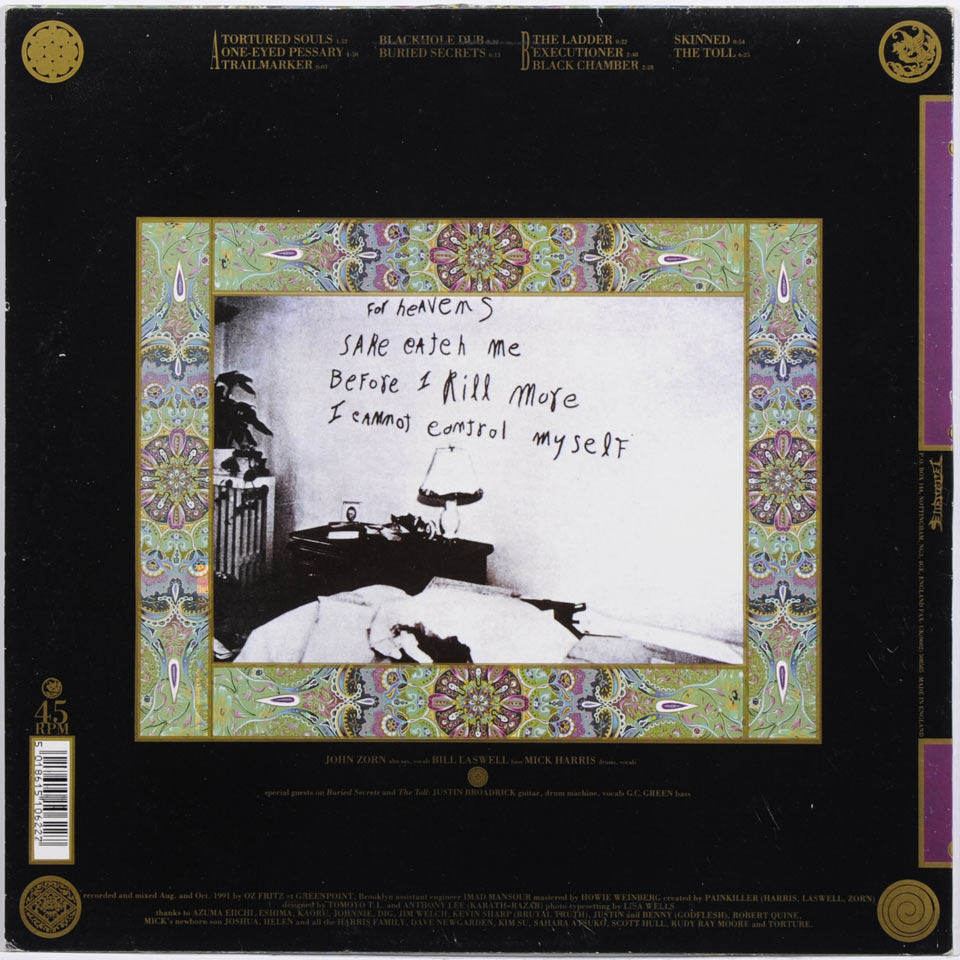 A
TORTURED SOULS 1:52
ONE-EYED PESSARY 1:50
TRAILMARKER 6:03
BLACKHOLE DUB
BURIED SECRETS 6:13
B
THE LADDER 0:22
EXECUTIONER 2:40
BLACK CHAMBER 2:28
SKINNED 0:54
THE TOLL 6:25
For heAVens
SAKe cATch me
BeFore I Kill more
I cannot control myself
JOHN ZORN alto sax, vocals BILL LASWELL bass MICK HARRIS drums, vocals
special guests on Buried Secrets and The Toll: JUSTIN BROADRICK guitar, drum machine, vocals G.C. GREEN bass
45
RPM
5 018615 106227
recorded and mixed Aug. and Oct. 1991 by OZ FRITZ at GREENPOINT, Brooklyn assistant engineer IMAD MANSOUR mastered by HOWIE WEINBERG created by PAINKILLER (HARRIS, LASWELL, ZORN)
designed by TOMOYO T.L. and ANTHONY LEE (KARATH-RAZAR) photo-typesetting by LISA WELLS
thanks to AZUMA EIICHI, ESHIMA, KAORU, JOHNNIE, DIG, JIM WELCH, KEVIN SHARP (BRUTAL TRUTH), JUSTIN and BENNY (GODFLESH), ROBERT QUINE,
MICK's newborn son JOSHUA, HELEN and all the HARRIS FAMILY, DAVE NEWGARDEN, KIM SU, SAHARA ATSUKO, SCOTT HULL, RUDY RAY MOORE and TORTURE.
Earache
P.O. BOX 144, NOTTINGHAM, NG3 4GE, ENGLAND FAX: MADE IN ENGLAND